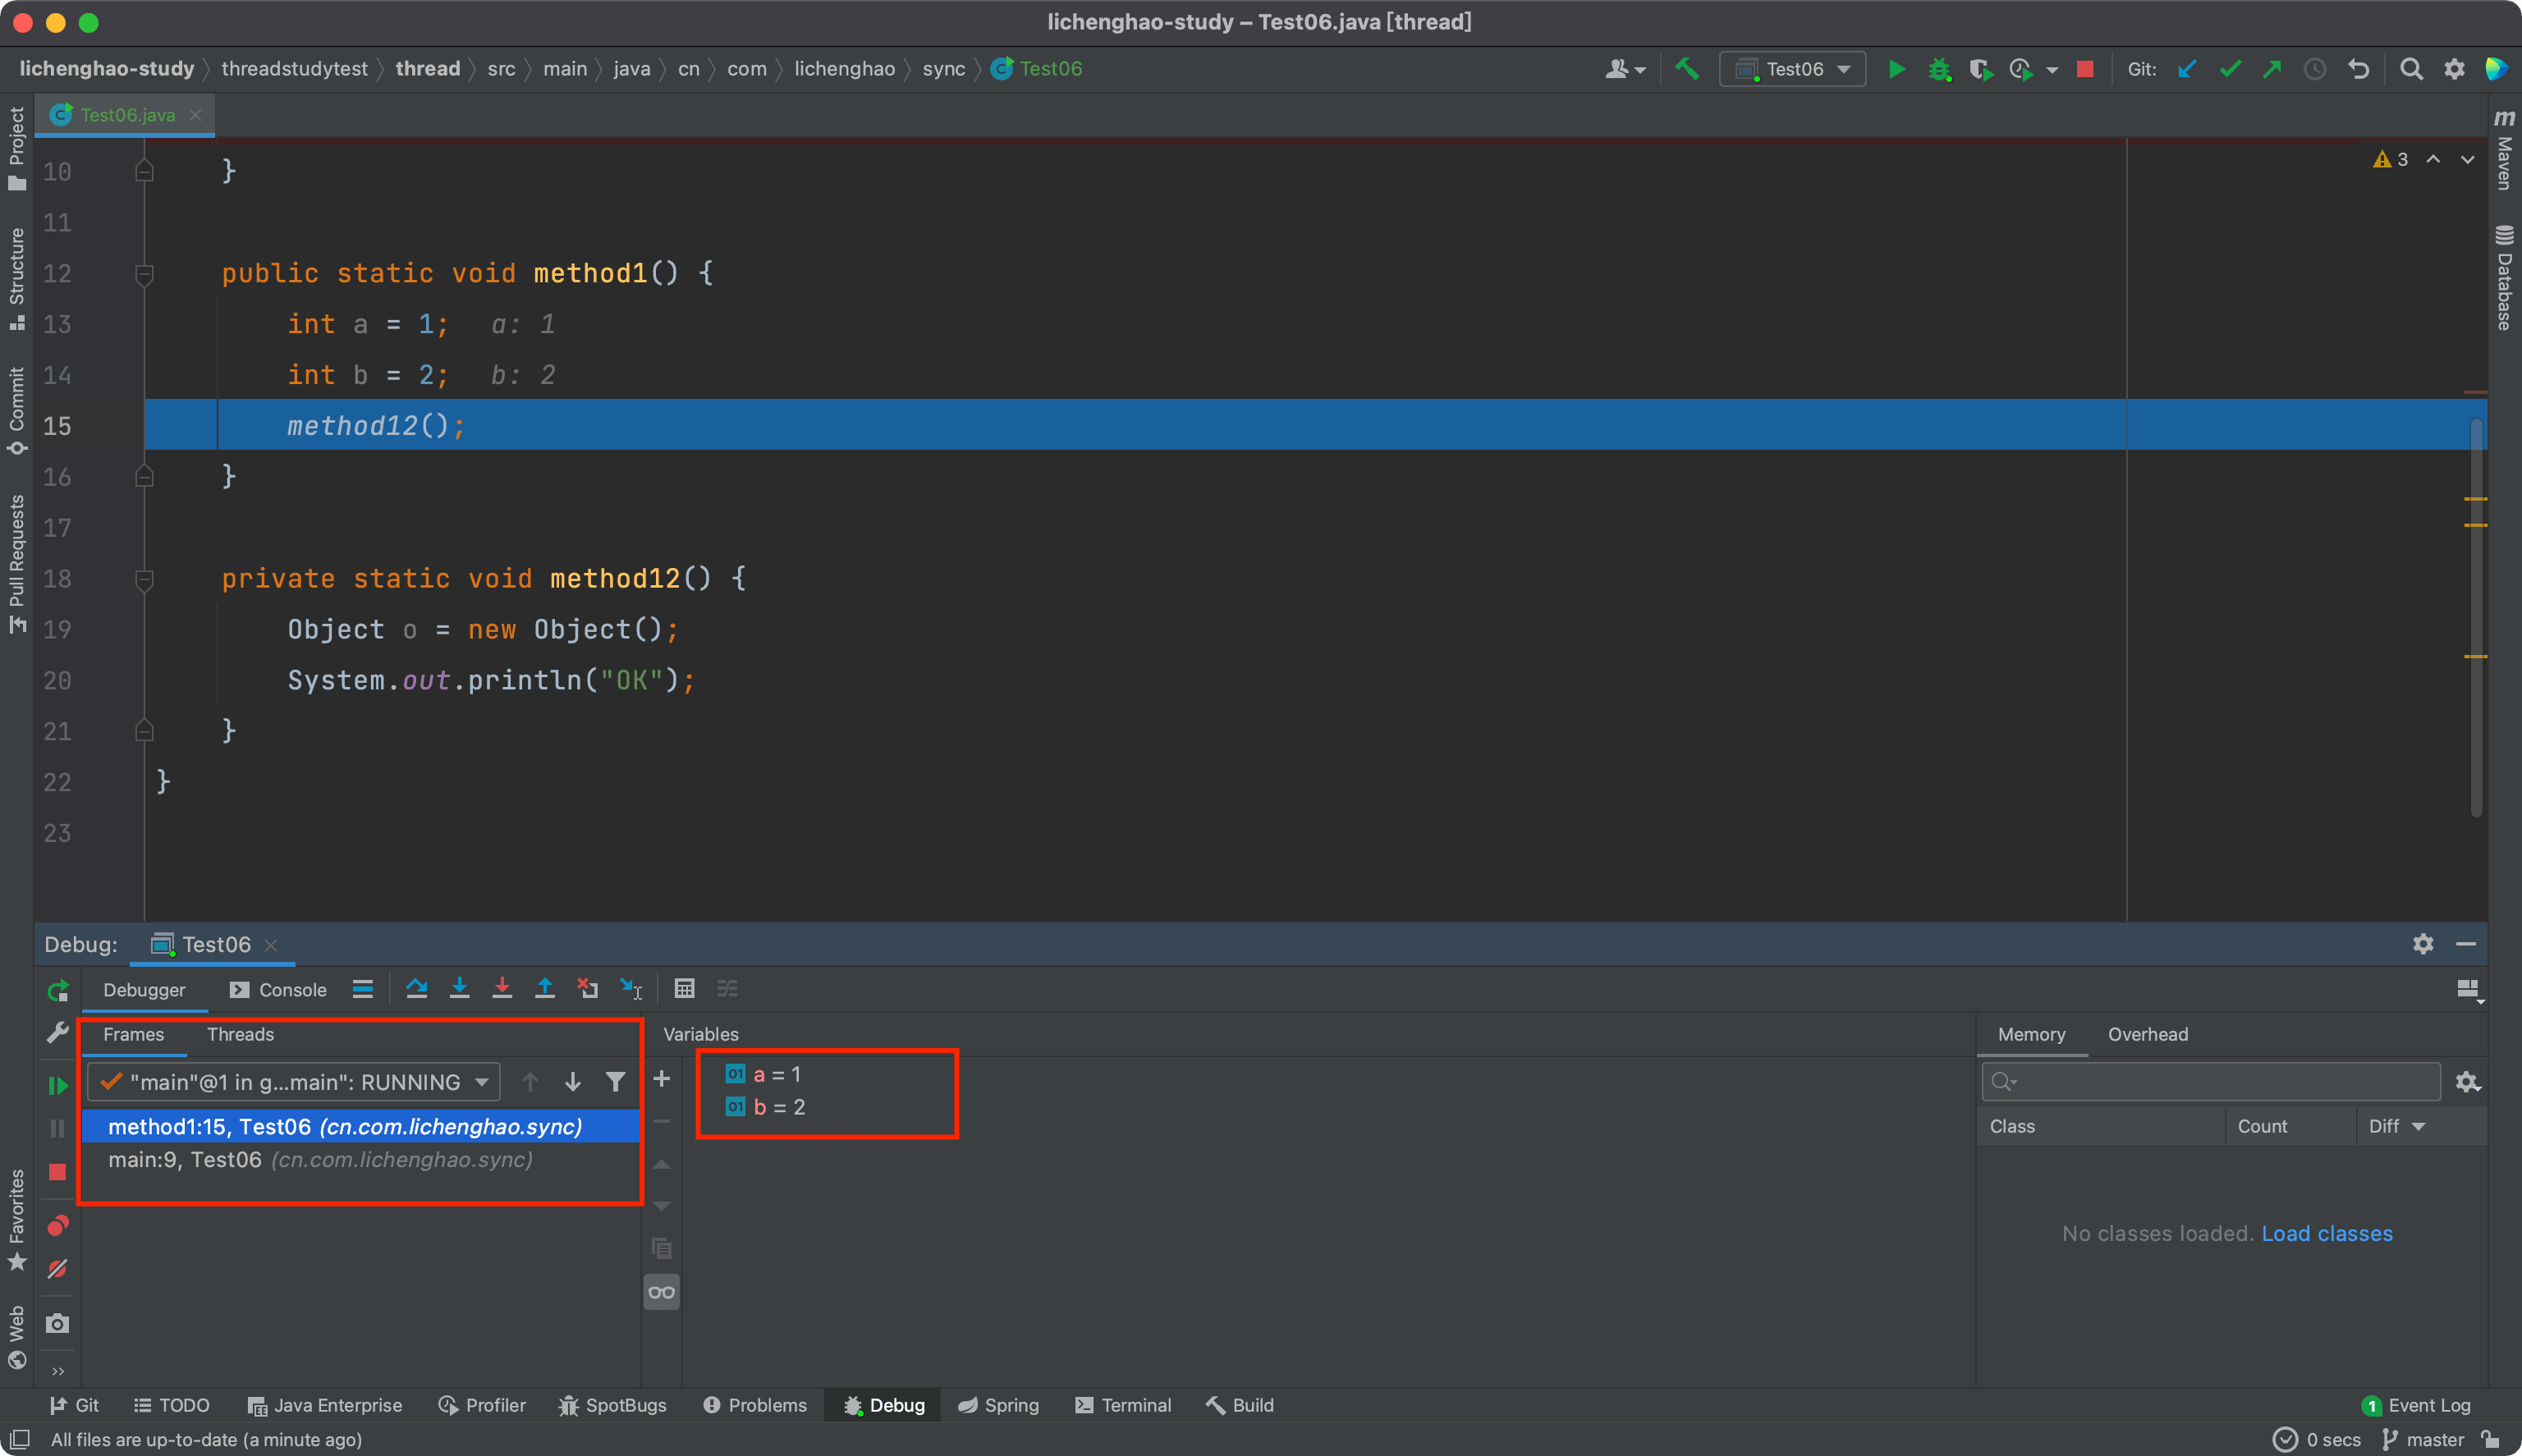 lichenghao-study – Test06.java [thread]
lichenghao-study threadstudytest thread src main java cn com lichenghao sync Test06
Test06
Git:
Project
Structure
Commit
Pull Requests
Favorites
Web
Maven
Database
Test06.java
3
10 }
11
12 public static void method1() {
13 int a = 1; a: 1
14 int b = 2; b: 2
15 method12();
16 }
17
18 private static void method12() {
19 Object o = new Object();
20 System.out.println("OK");
21 }
22 }
23
Debug: Test06
Debugger Console
Frames Threads
"main"@1 in g...main": RUNNING
method1:15, Test06 (cn.com.lichenghao.sync)
main:9, Test06 (cn.com.lichenghao.sync)
Variables
01 a = 1
01 b = 2
Memory Overhead
Class Count Diff
No classes loaded. Load classes
Git TODO Java Enterprise Profiler SpotBugs Problems Debug Spring Terminal Build 1 Event Log
All files are up-to-date (a minute ago) 0 secs master